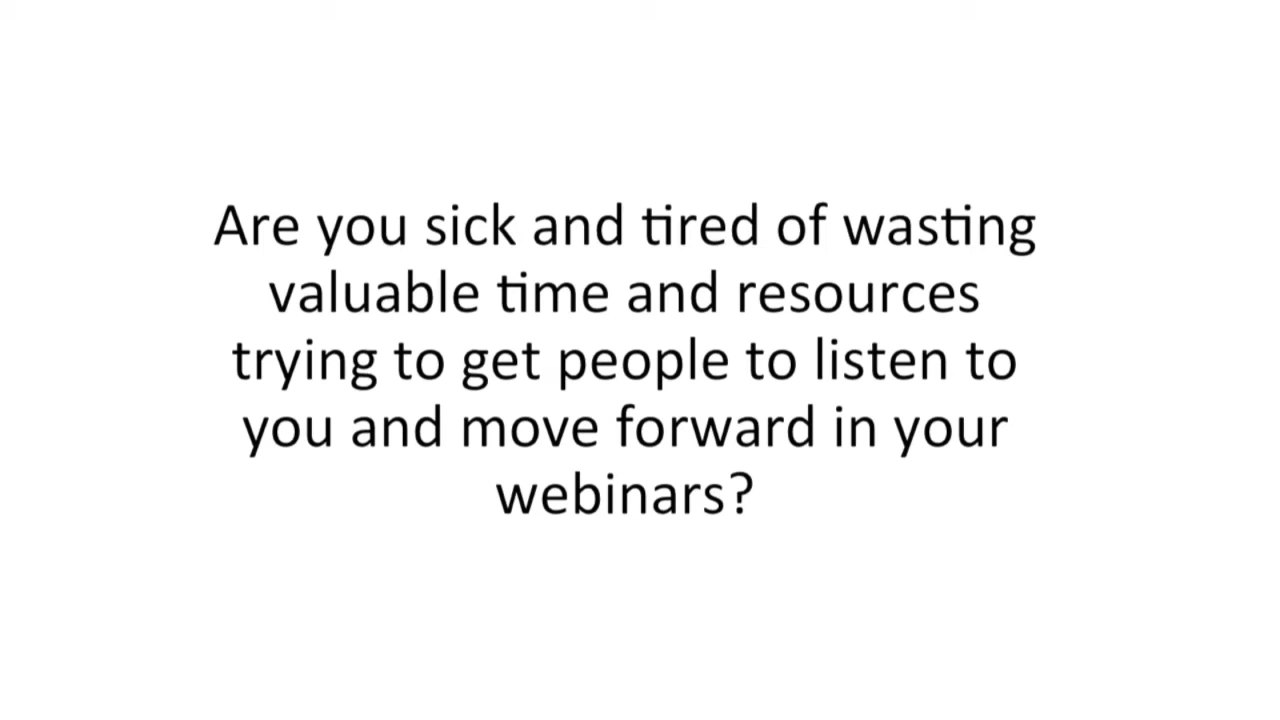 Are you sick and tired of wasting
valuable time and resources
trying to get people to listen to
you and move forward in your
webinars?